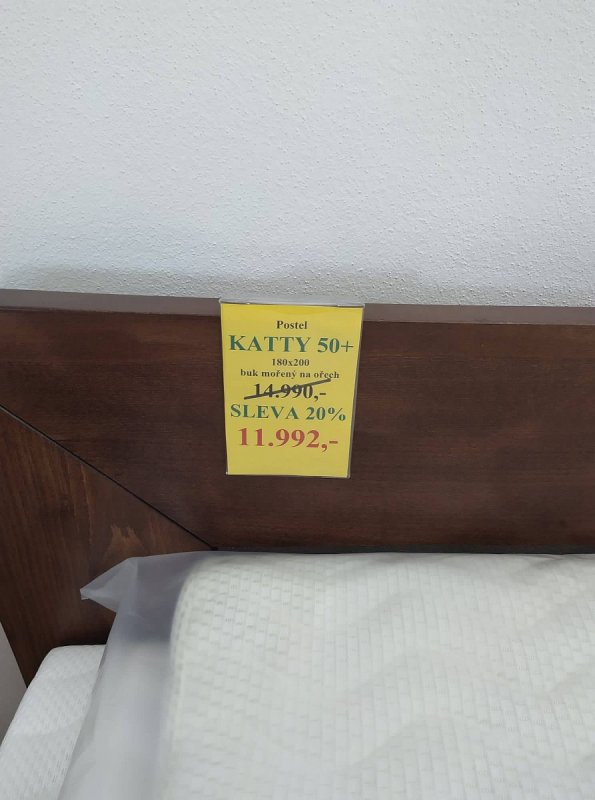 Postel
KATTY 50+
180x200
buk mořený na ořech
14.990,-
SLEVA 20%
11.992,-